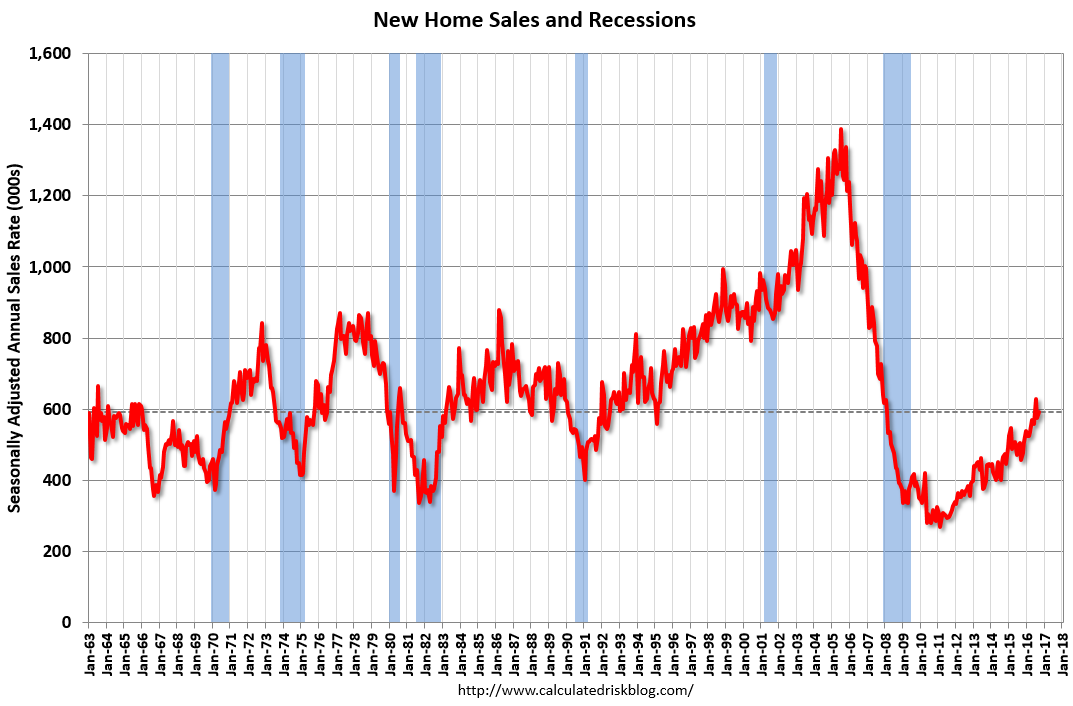 New Home Sales and Recessions
Seasonally Adjusted Annual Sales Rate (000s)
1,600
1,400
1,200
1,000
800
600
400
200
0
Jan-63
Jan-64
Jan-65
Jan-66
Jan-67
Jan-68
Jan-69
Jan-70
Jan-71
Jan-72
Jan-73
Jan-74
Jan-75
Jan-76
Jan-77
Jan-78
Jan-79
Jan-80
Jan-81
Jan-82
Jan-83
Jan-84
Jan-85
Jan-86
Jan-87
Jan-88
Jan-89
Jan-90
Jan-91
Jan-92
Jan-93
Jan-94
Jan-95
Jan-96
Jan-97
Jan-98
Jan-99
Jan-00
Jan-01
Jan-02
Jan-03
Jan-04
Jan-05
Jan-06
Jan-07
Jan-08
Jan-09
Jan-10
Jan-11
Jan-12
Jan-13
Jan-14
Jan-15
Jan-16
Jan-17
Jan-18
http://www.calculatedriskblog.com/